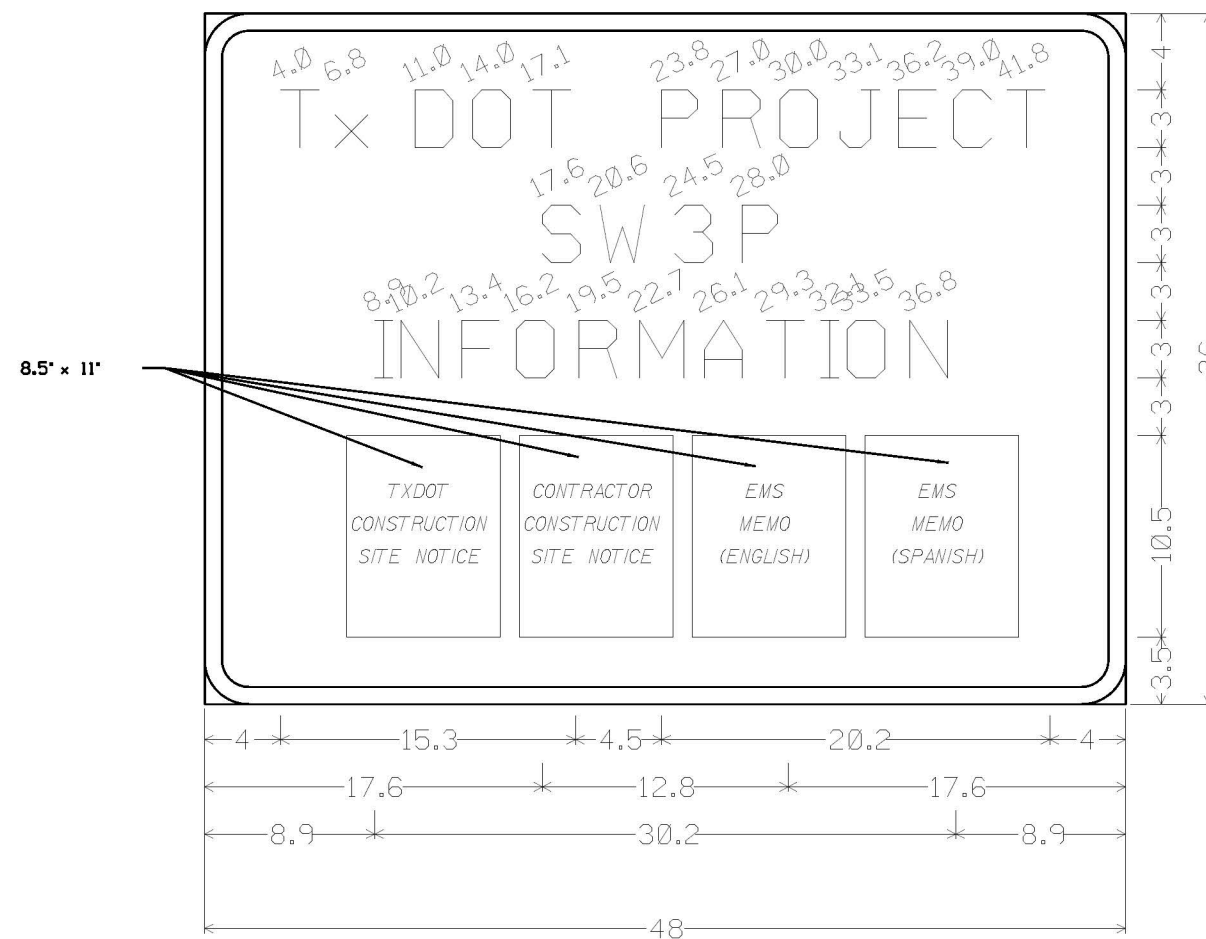 4.0 6.8 11.0 14.0 17.1 23.8 27.0 30.0 33.1 36.2 39.0 41.8
Tx DOT PROJECT
17.6 20.6 24.5 28.0
SW3P
8.9 10.2 13.4 16.2 19.5 22.7 26.1 29.3 32.1 33.5 36.8
INFORMATION
8.5" × 11"
TXDOT
CONSTRUCTION
SITE NOTICE
CONTRACTOR
CONSTRUCTION
SITE NOTICE
EMS
MEMO
(ENGLISH)
EMS
MEMO
(SPANISH)
4
3
3
3
3
3
3
10.5
3.5
4 15.3 4.5 20.2 4
17.6 12.8 17.6
8.9 30.2 8.9
48